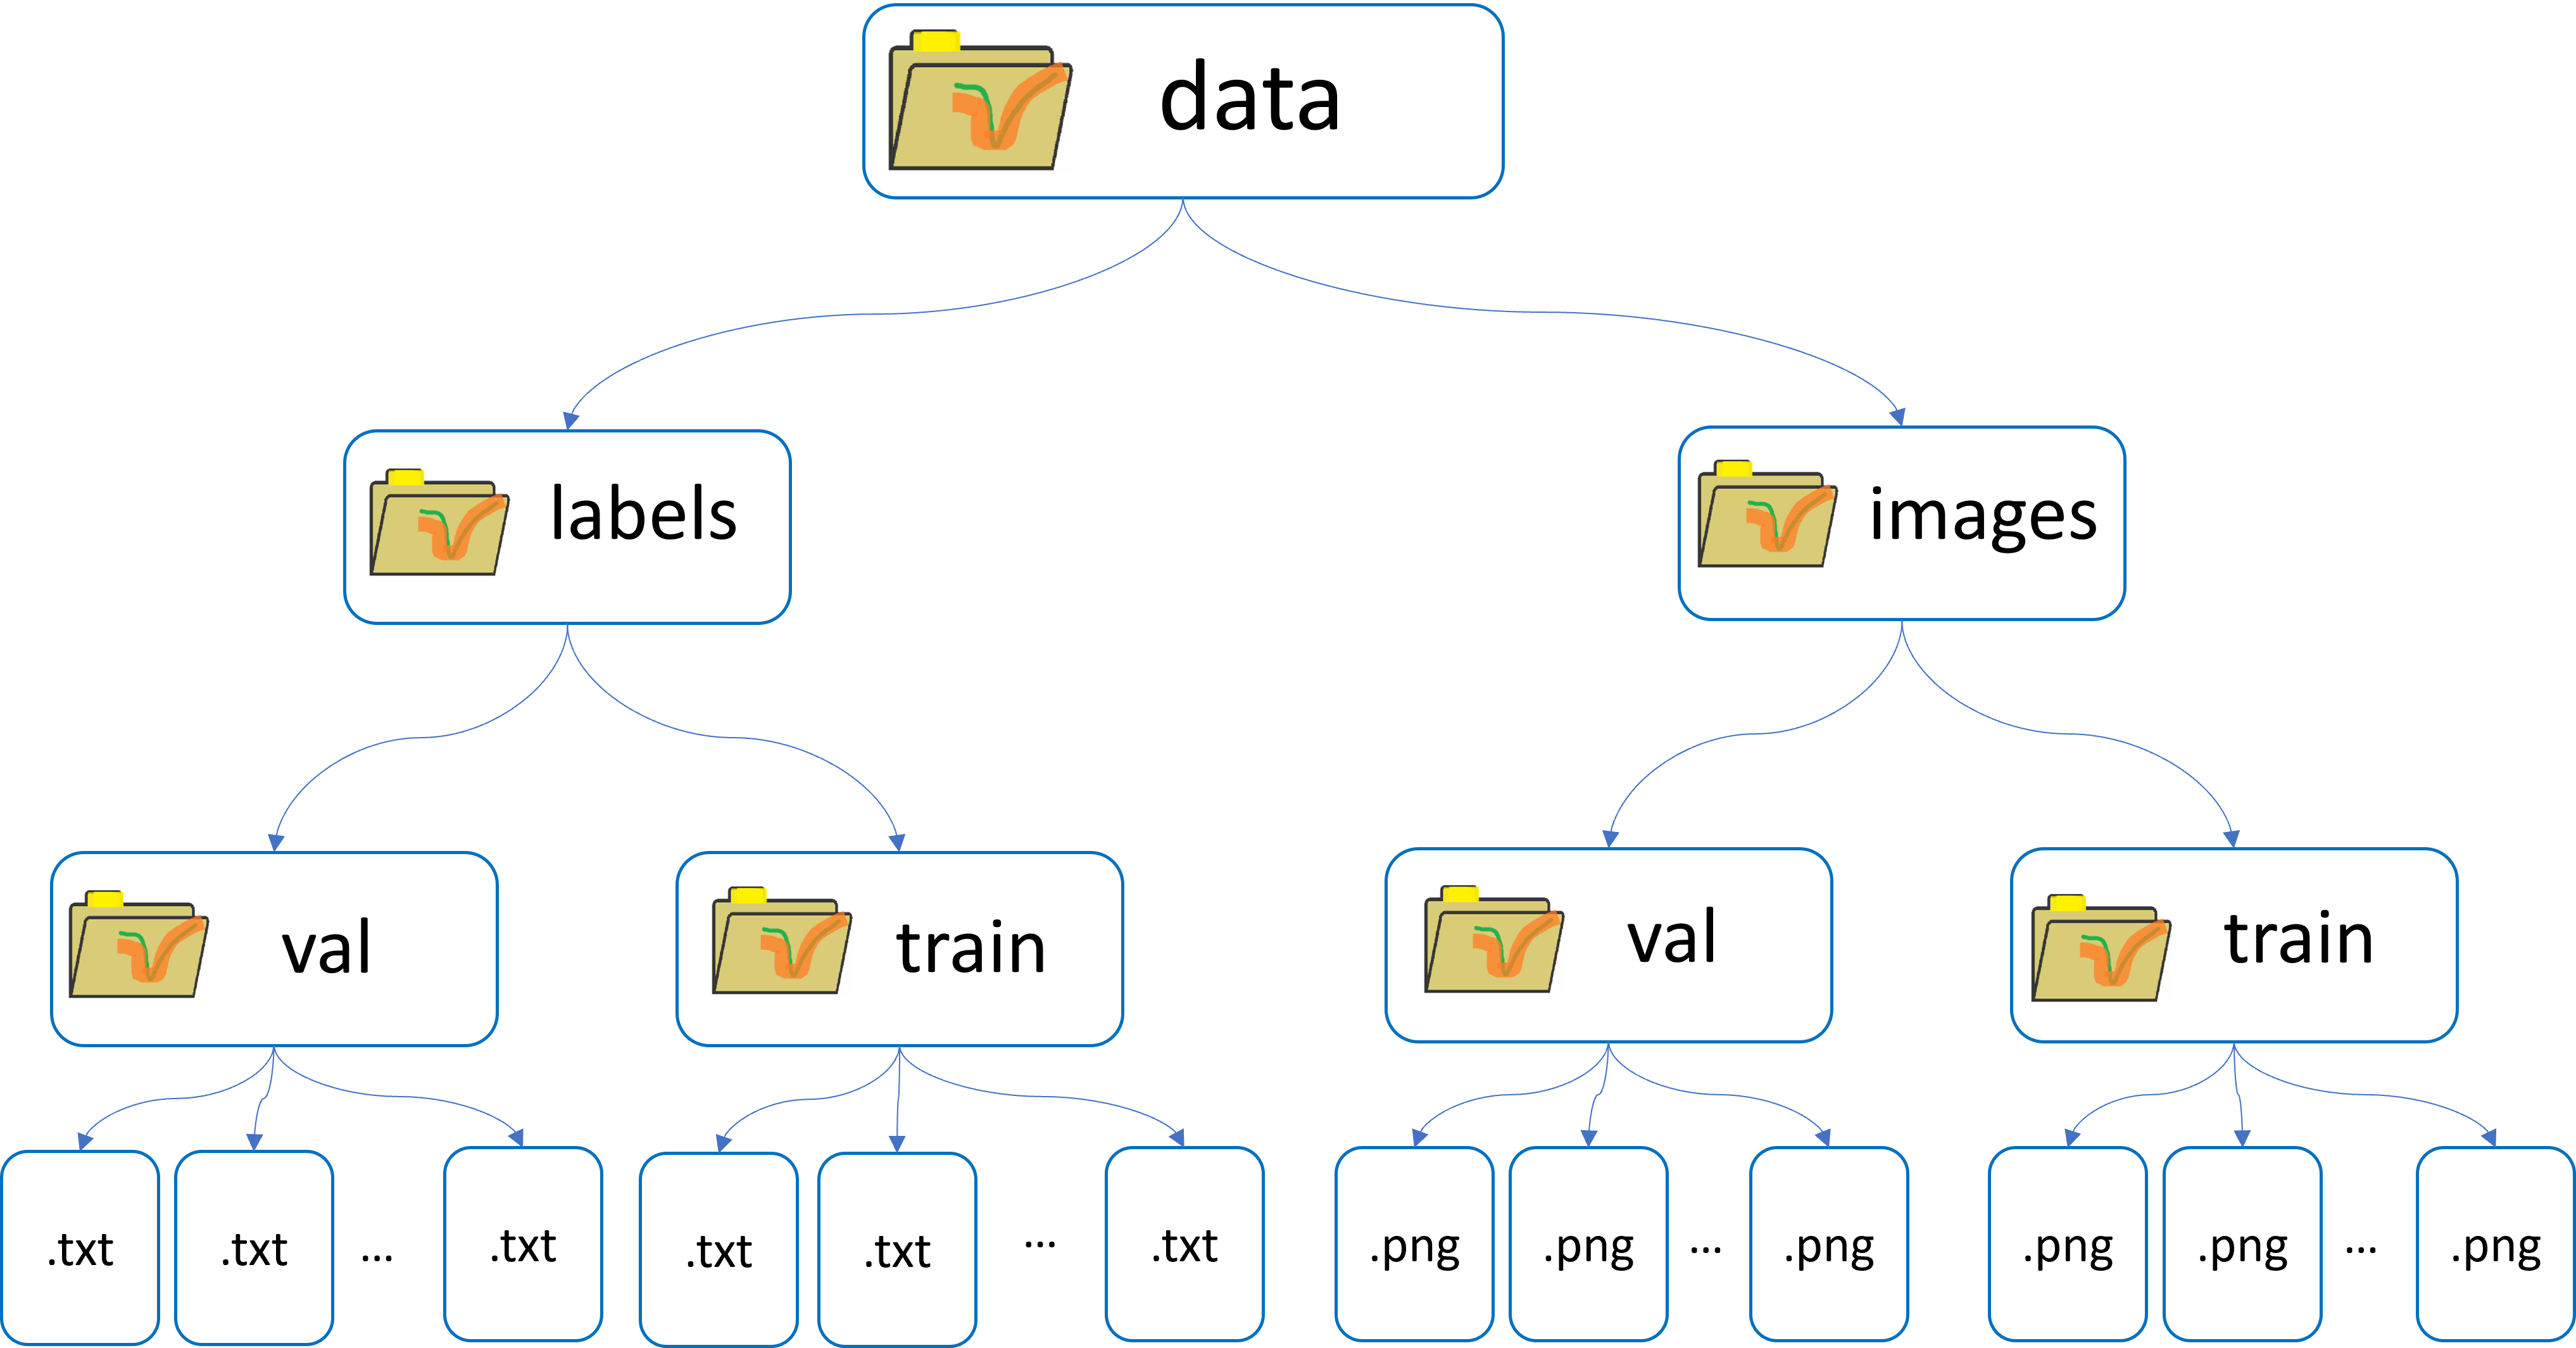 data
labels
images
val
train
val
train
.txt
.txt
...
.txt
.txt
.txt
...
.txt
.png
.png
...
.png
.png
.png
...
.png